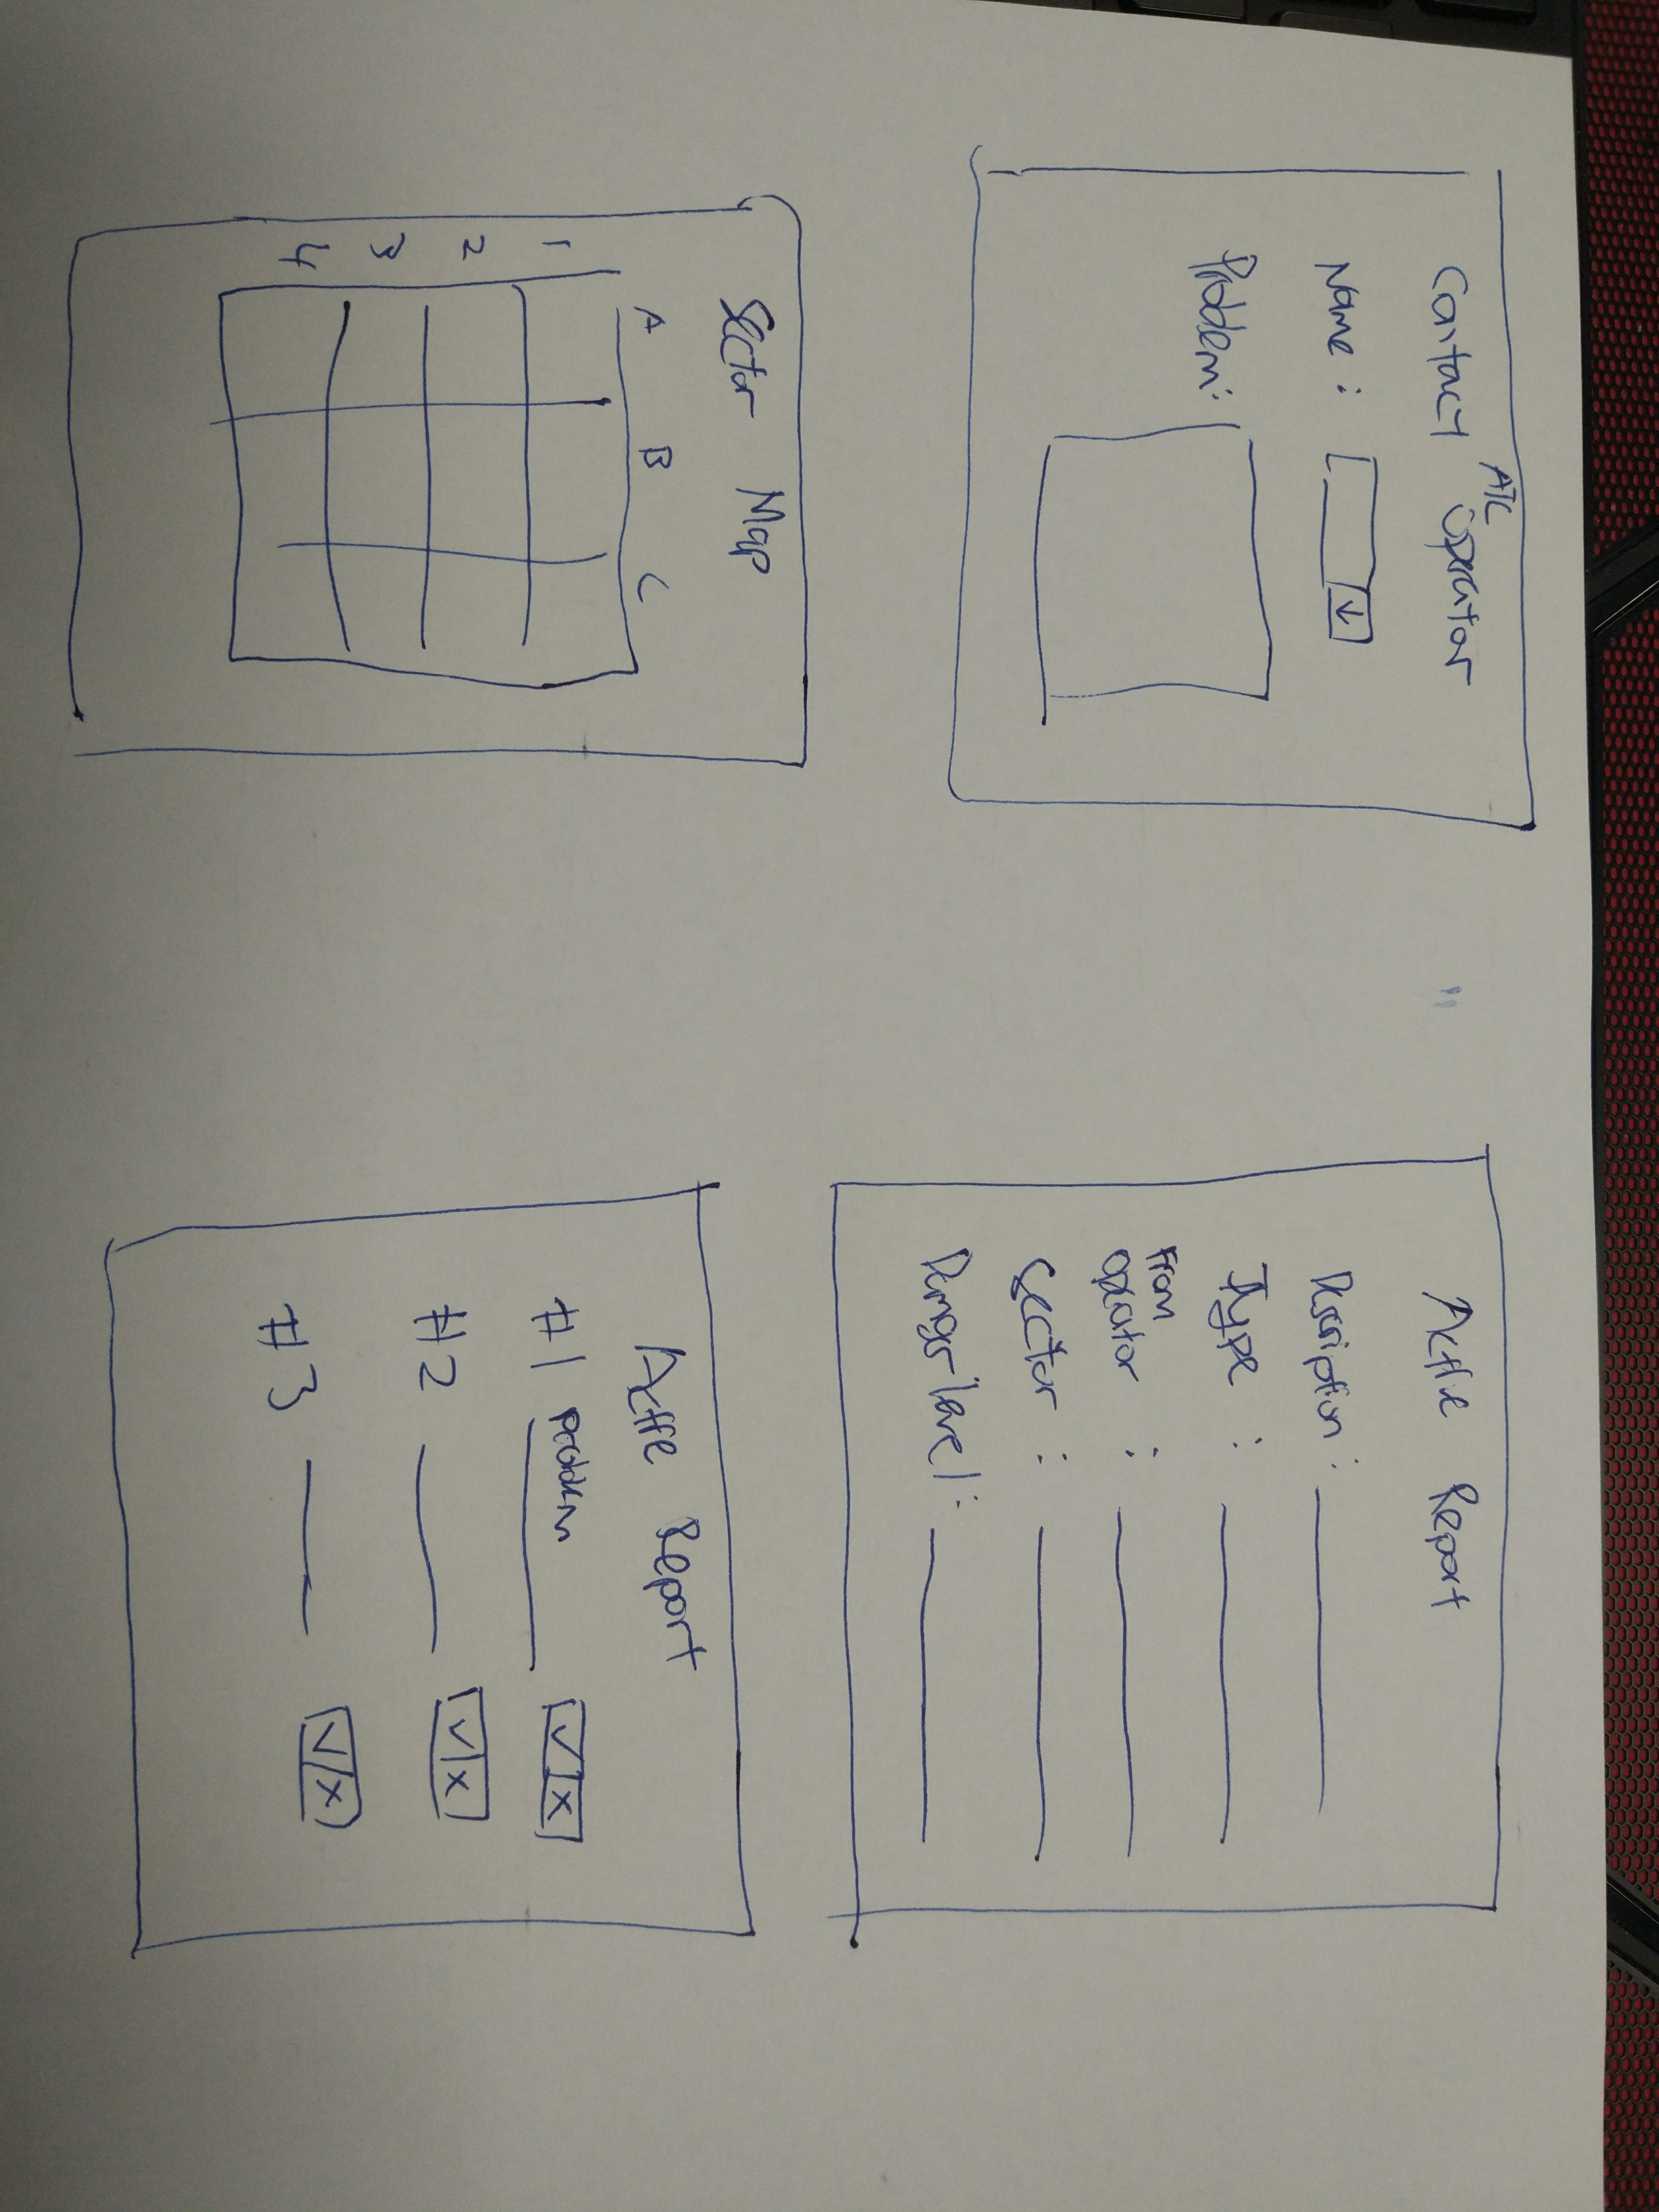 Contact ATC Operator
Name :
Problem:
Active Report
Description :
Type :
From
Operator :
Sector :
Danger level :
Sector Map
A B C
1
2
3
4
Active Report
#1 Problem V X
#2 V X
#3 V X